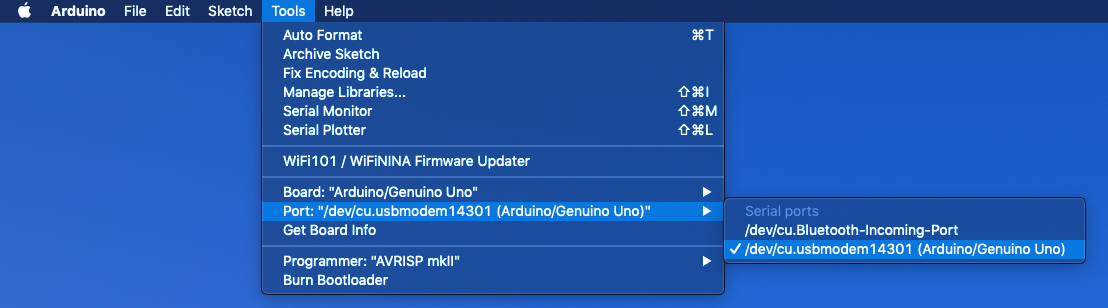 Arduino File Edit Sketch Tools Help
Auto Format ⌘T
Archive Sketch
Fix Encoding & Reload
Manage Libraries... ⇧⌘I
Serial Monitor ⇧⌘M
Serial Plotter ⇧⌘L
WiFi101 / WiFiNINA Firmware Updater
Board: "Arduino/Genuino Uno"
Port: "/dev/cu.usbmodem14301 (Arduino/Genuino Uno)"
Get Board Info
Programmer: "AVRISP mkII"
Burn Bootloader
Serial ports
/dev/cu.Bluetooth-Incoming-Port
✓ /dev/cu.usbmodem14301 (Arduino/Genuino Uno)